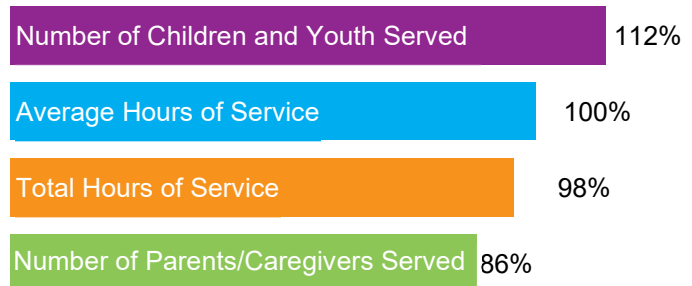 Number of Children and Youth Served 112%
Average Hours of Service 100%
Total Hours of Service 98%
Number of Parents/Caregivers Served 86%